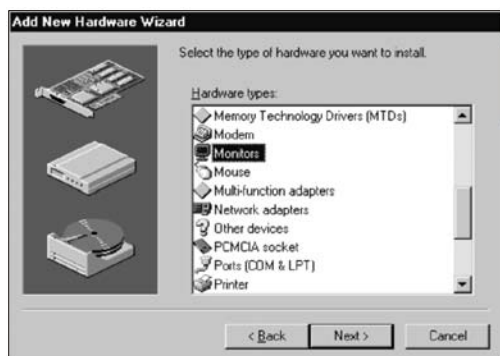 Add New Hardware Wizard
Select the type of hardware you want to install.
Hardware types:
Memory Technology Drivers (MTDs)
Modem
Monitors
Mouse
Multi-function adapters
Network adapters
Other devices
PCMCIA socket
Ports (COM & LPT)
Printer
< Back Next > Cancel